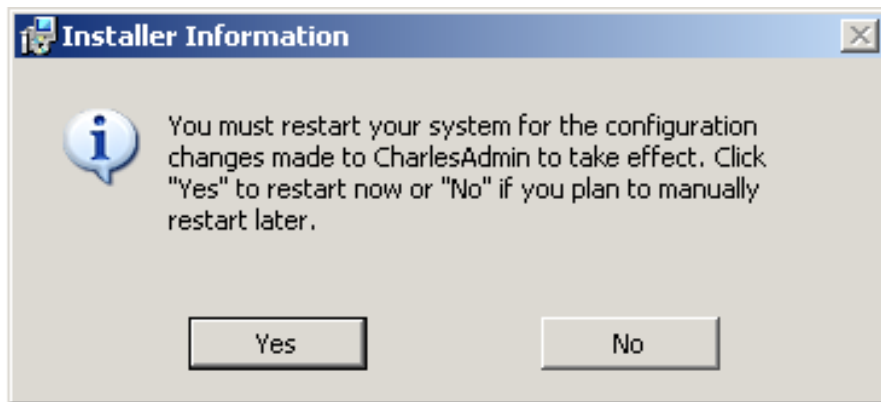 Installer Information
You must restart your system for the configuration
changes made to CharlesAdmin to take effect. Click
"Yes" to restart now or "No" if you plan to manually
restart later.
Yes
No